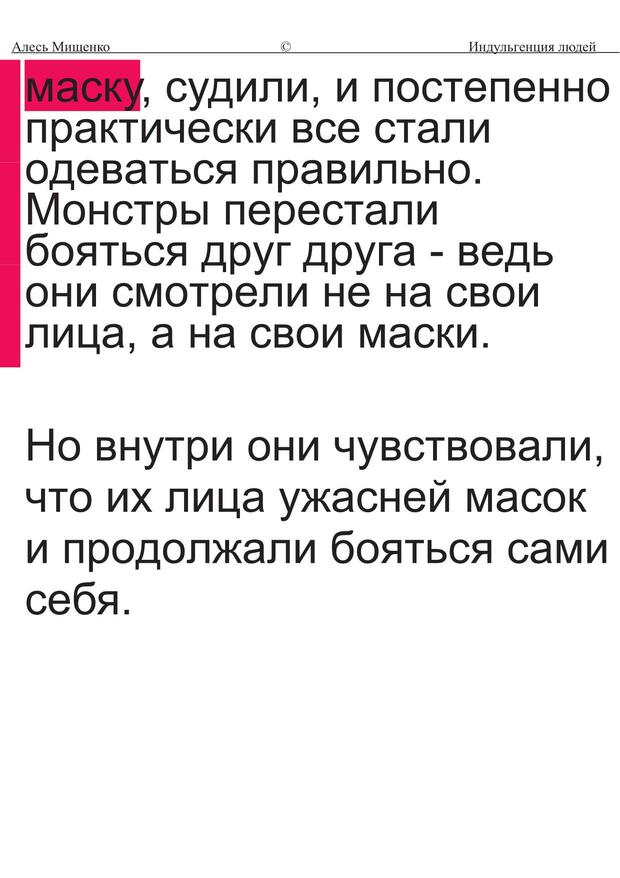 Алесь Мищенко © Индульгенция людей
маску, судили, и постепенно
практически все стали
одеваться правильно.
Монстры перестали
бояться друг друга - ведь
они смотрели не на свои
лица, а на свои маски.
Но внутри они чувствовали,
что их лица ужасней масок
и продолжали бояться сами
себя.